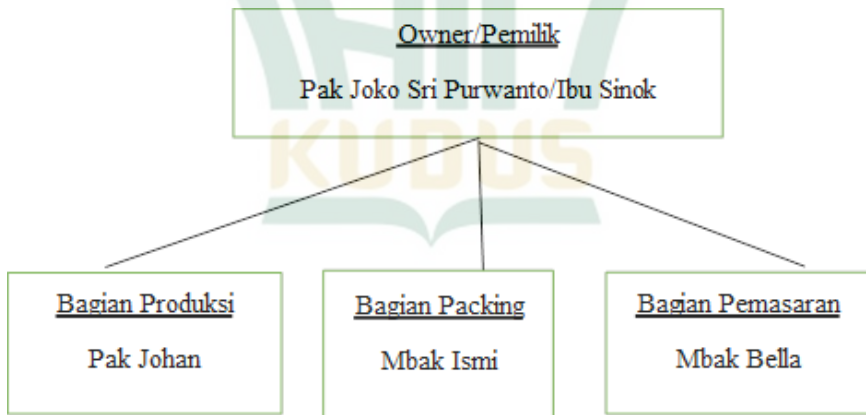 Owner/Pemilik
Pak Joko Sri Purwanto/Ibu Sinok
KUDUS
Bagian Produksi
Pak Johan
Bagian Packing
Mbak Ismi
Bagian Pemasaran
Mbak Bella